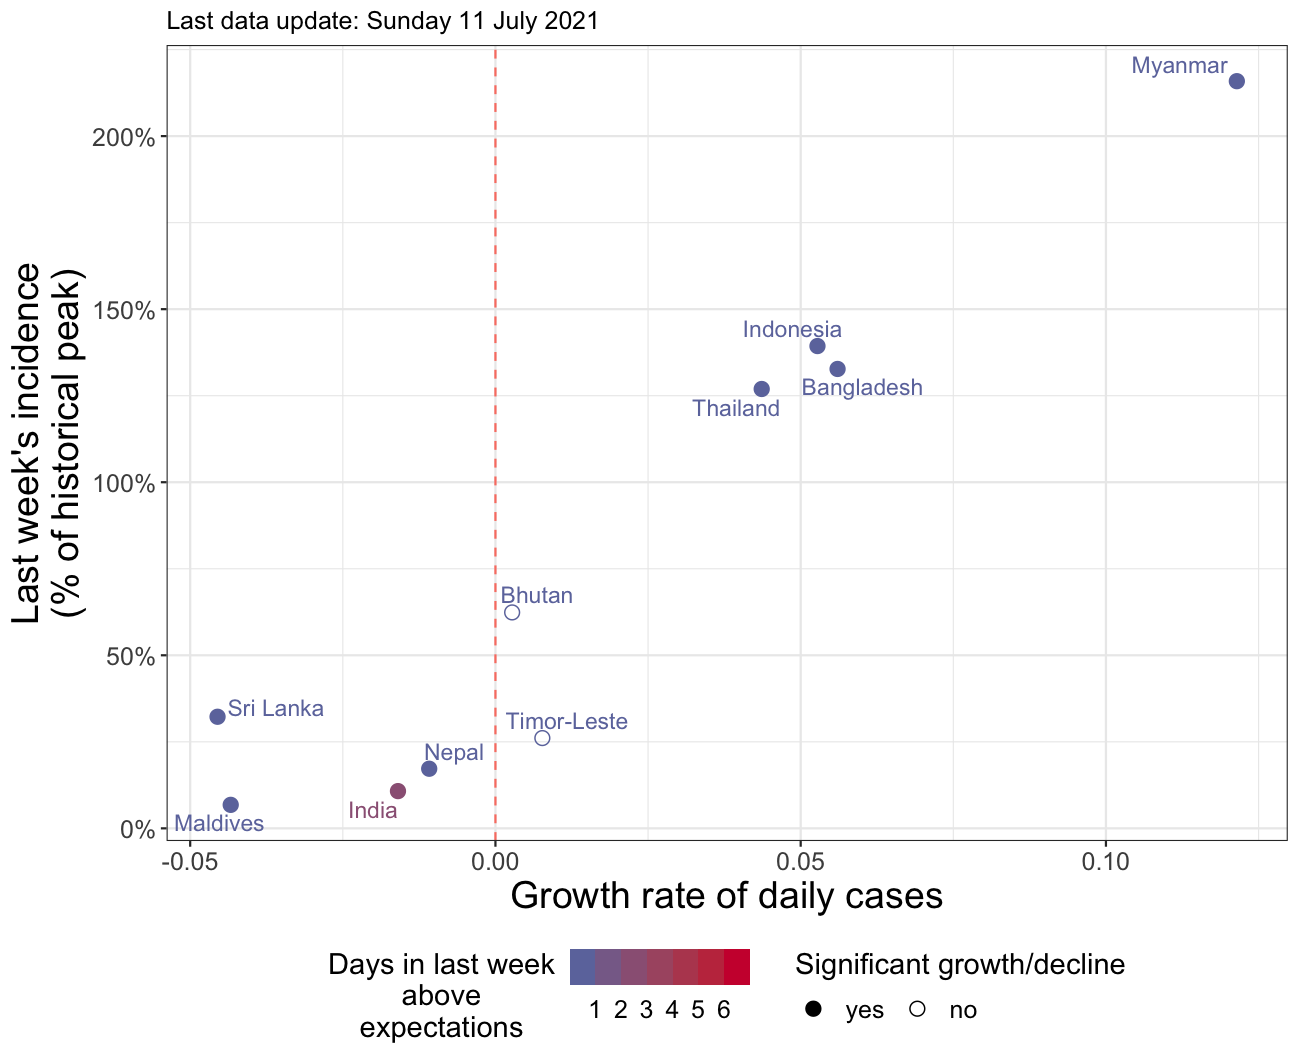 Last data update: Sunday 11 July 2021
Last week's incidence
(% of historical peak)
200%
150%
100%
50%
0%
Myanmar
Indonesia
Bangladesh
Thailand
Bhutan
Sri Lanka
Timor-Leste
Nepal
India
Maldives
-0.05 0.00 0.05 0.10
Growth rate of daily cases
Days in last week
above
expectations
1 2 3 4 5 6
Significant growth/decline
yes no